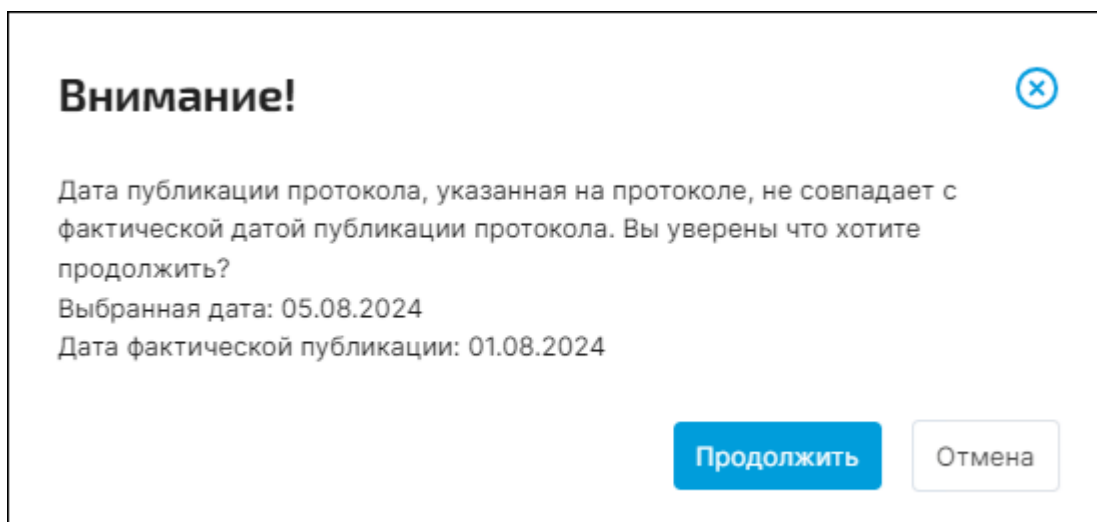 Внимание!
Дата публикации протокола, указанная на протоколе, не совпадает с
фактической датой публикации протокола. Вы уверены что хотите
продолжить?
Выбранная дата: 05.08.2024
Дата фактической публикации: 01.08.2024
Продолжить
Отмена